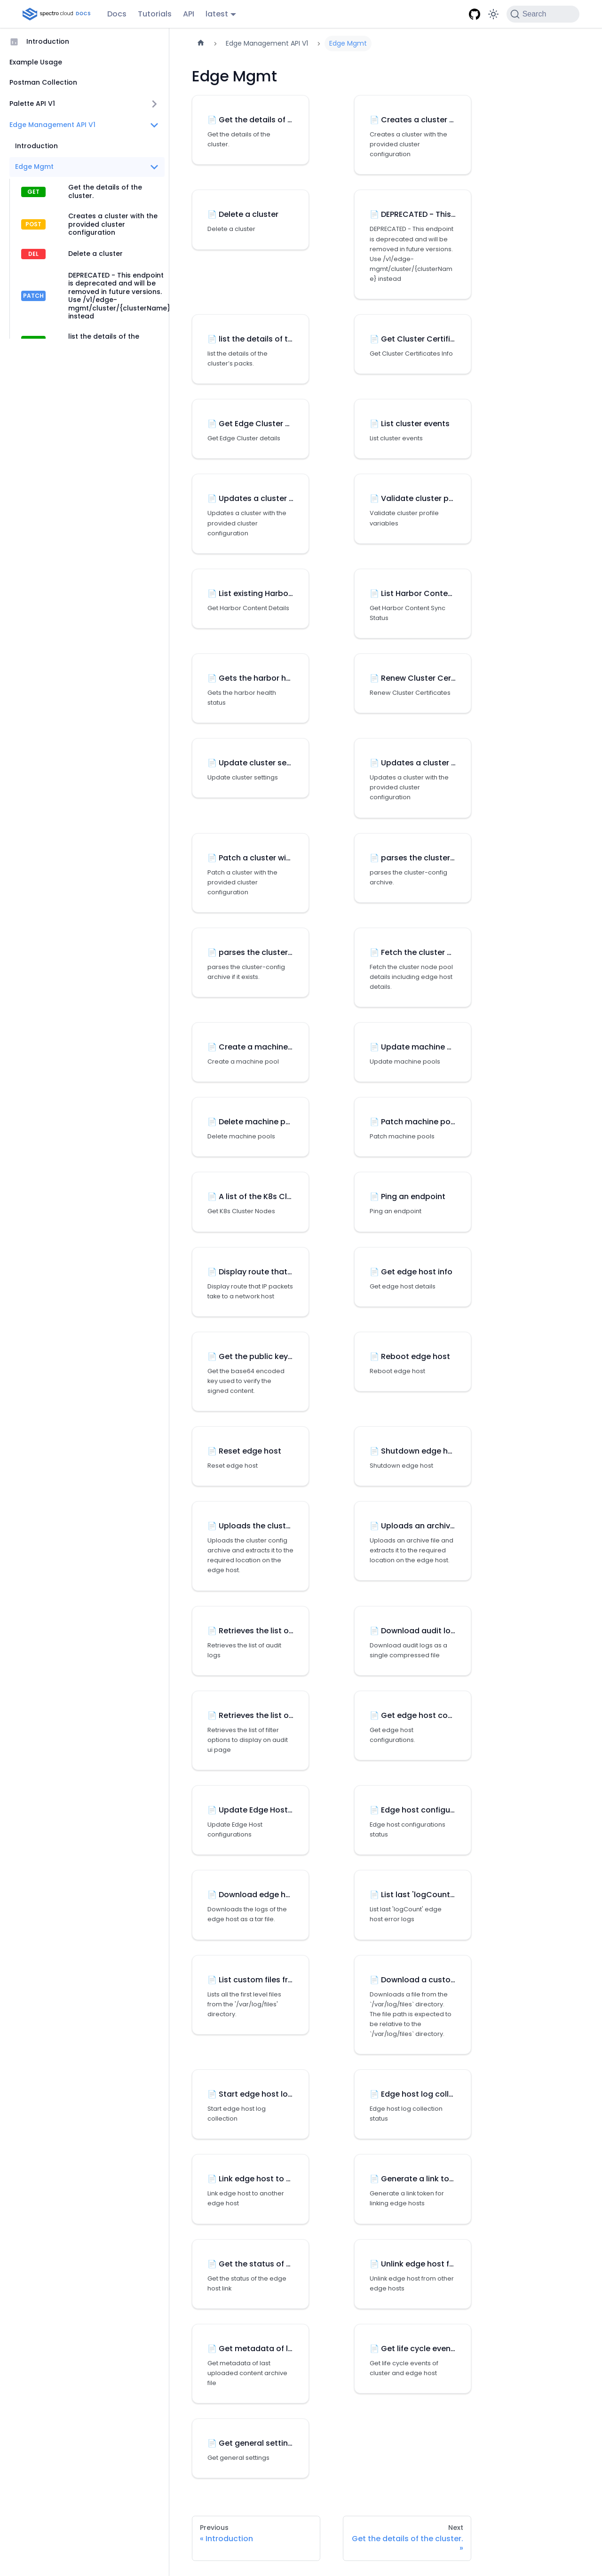 spectro cloud DOCS
Docs
Tutorials
API
latest
Search
Introduction
Example Usage
Postman Collection
Palette API V1
Edge Management API V1
Introduction
Edge Mgmt
GET
Get the details of the
cluster.
POST
Creates a cluster with the
provided cluster
configuration
DEL
Delete a cluster
PATCH
DEPRECATED - This endpoint
is deprecated and will be
removed in future versions.
Use /v1/edge-
mgmt/cluster/{clusterName}
instead
list the details of the
Edge Management API V1
Edge Mgmt
Edge Mgmt
Get the details of ...
Get the details of the
cluster.
Creates a cluster ...
Creates a cluster with the
provided cluster
configuration
Delete a cluster
Delete a cluster
DEPRECATED - This...
DEPRECATED - This endpoint
is deprecated and will be
removed in future versions.
Use /v1/edge-
mgmt/cluster/{clusterNam
e} instead
list the details of t...
list the details of the
cluster's packs.
Get Cluster Certifi...
Get Cluster Certificates Info
Get Edge Cluster ...
Get Edge Cluster details
List cluster events
List cluster events
Updates a cluster ...
Updates a cluster with the
provided cluster
configuration
Validate cluster p...
Validate cluster profile
variables
List existing Harbo...
Get Harbor Content Details
List Harbor Conten...
Get Harbor Content Sync
Status
Gets the harbor h...
Gets the harbor health
status
Renew Cluster Cer...
Renew Cluster Certificates
Update cluster se...
Update cluster settings
Updates a cluster ...
Updates a cluster with the
provided cluster
configuration
Patch a cluster wi...
Patch a cluster with the
provided cluster
configuration
parses the cluster...
parses the cluster-config
archive.
parses the cluster...
parses the cluster-config
archive if it exists.
Fetch the cluster ...
Fetch the cluster node pool
details including edge host
details.
Create a machine...
Create a machine pool
Update machine ...
Update machine pools
Delete machine p...
Delete machine pools
Patch machine po...
Patch machine pools
A list of the K8s Cl...
Get K8s Cluster Nodes
Ping an endpoint
Ping an endpoint
Display route that...
Display route that IP packets
take to a network host
Get edge host info
Get edge host details
Get the public key...
Get the base64 encoded
key used to verify the
signed content.
Reboot edge host
Reboot edge host
Reset edge host
Reset edge host
Shutdown edge h...
Shutdown edge host
Uploads the clust...
Uploads the cluster config
archive and extracts it to the
required location on the
edge host.
Uploads an archiv...
Uploads an archive file and
extracts it to the required
location on the edge host.
Retrieves the list o...
Retrieves the list of audit
logs
Download audit lo...
Download audit logs as a
single compressed file
Retrieves the list o...
Retrieves the list of filter
options to display on audit
ui page
Get edge host co...
Get edge host
configurations.
Update Edge Host...
Update Edge Host
configurations
Edge host configu...
Edge host configurations
status
Download edge h...
Downloads the logs of the
edge host as a tar file.
List last 'logCount...
List last 'logCount' edge
host error logs
List custom files fr...
Lists all the first level files
from the '/var/log/files'
directory.
Download a custo...
Downloads a file from the
`/var/log/files` directory.
The file path is expected to
be relative to the
`/var/log/files` directory.
Start edge host lo...
Start edge host log
collection
Edge host log coll...
Edge host log collection
status
Link edge host to ...
Link edge host to another
edge host
Generate a link to...
Generate a link token for
linking edge hosts
Get the status of ...
Get the status of the edge
host link
Unlink edge host f...
Unlink edge host from other
edge hosts
Get metadata of l...
Get metadata of last
uploaded content archive
file
Get life cycle even...
Get life cycle events of
cluster and edge host
Get general settin...
Get general settings
Previous
« Introduction
Next
Get the details of the cluster.
»